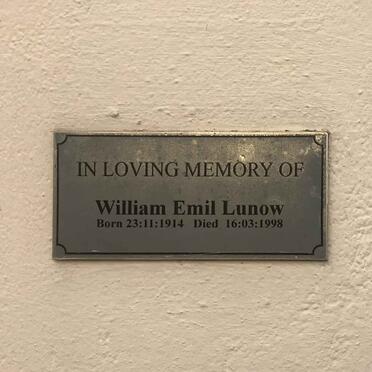 IN LOVING MEMORY OF
William Emil Lunow
Born 23:11:1914 Died 16:03:1998